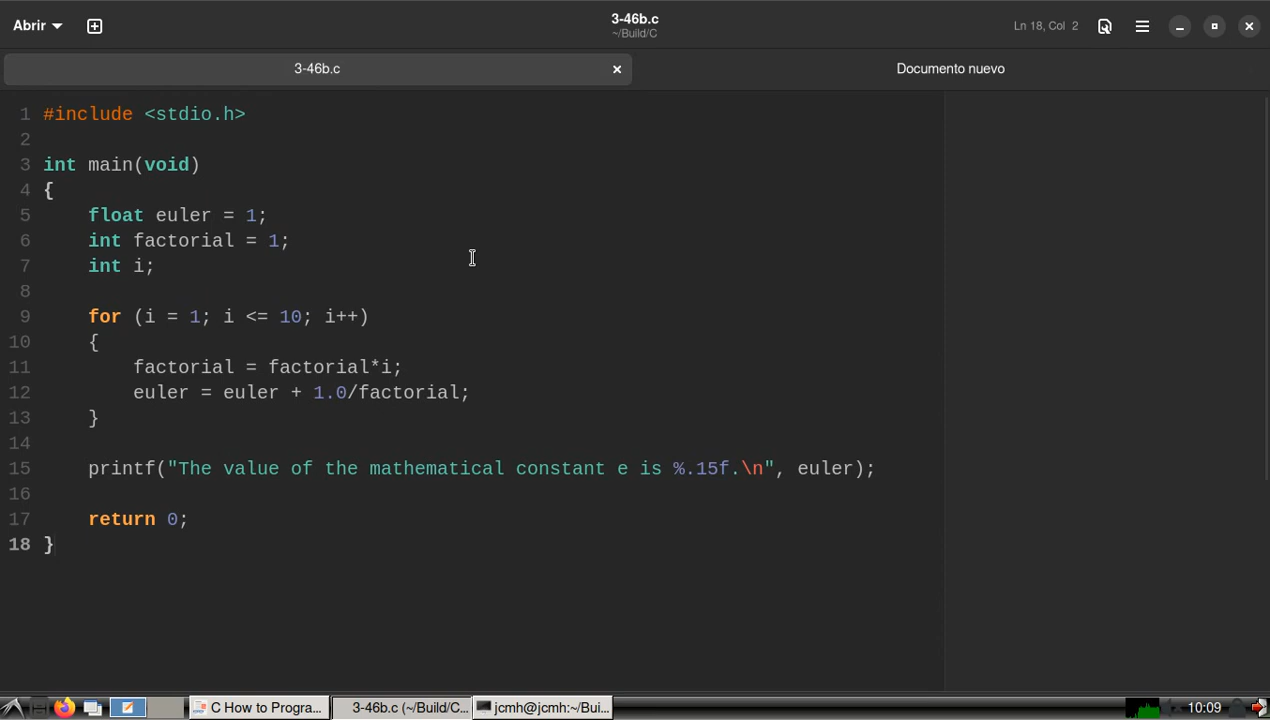 Abrir
3-46b.c
~/Build/C
Ln 18, Col 2
3-46b.c
Documento nuevo
1 #include <stdio.h>
2
3 int main(void)
4 {
5 float euler = 1;
6 int factorial = 1;
7 int i;
8
9 for (i = 1; i <= 10; i++)
10 {
11 factorial = factorial*i;
12 euler = euler + 1.0/factorial;
13 }
14
15 printf("The value of the mathematical constant e is %.15f.\n", euler);
16
17 return 0;
18 }
C How to Progra...
3-46b.c (~/Build/C...
jcmh@jcmh:~/Bui...
10:09